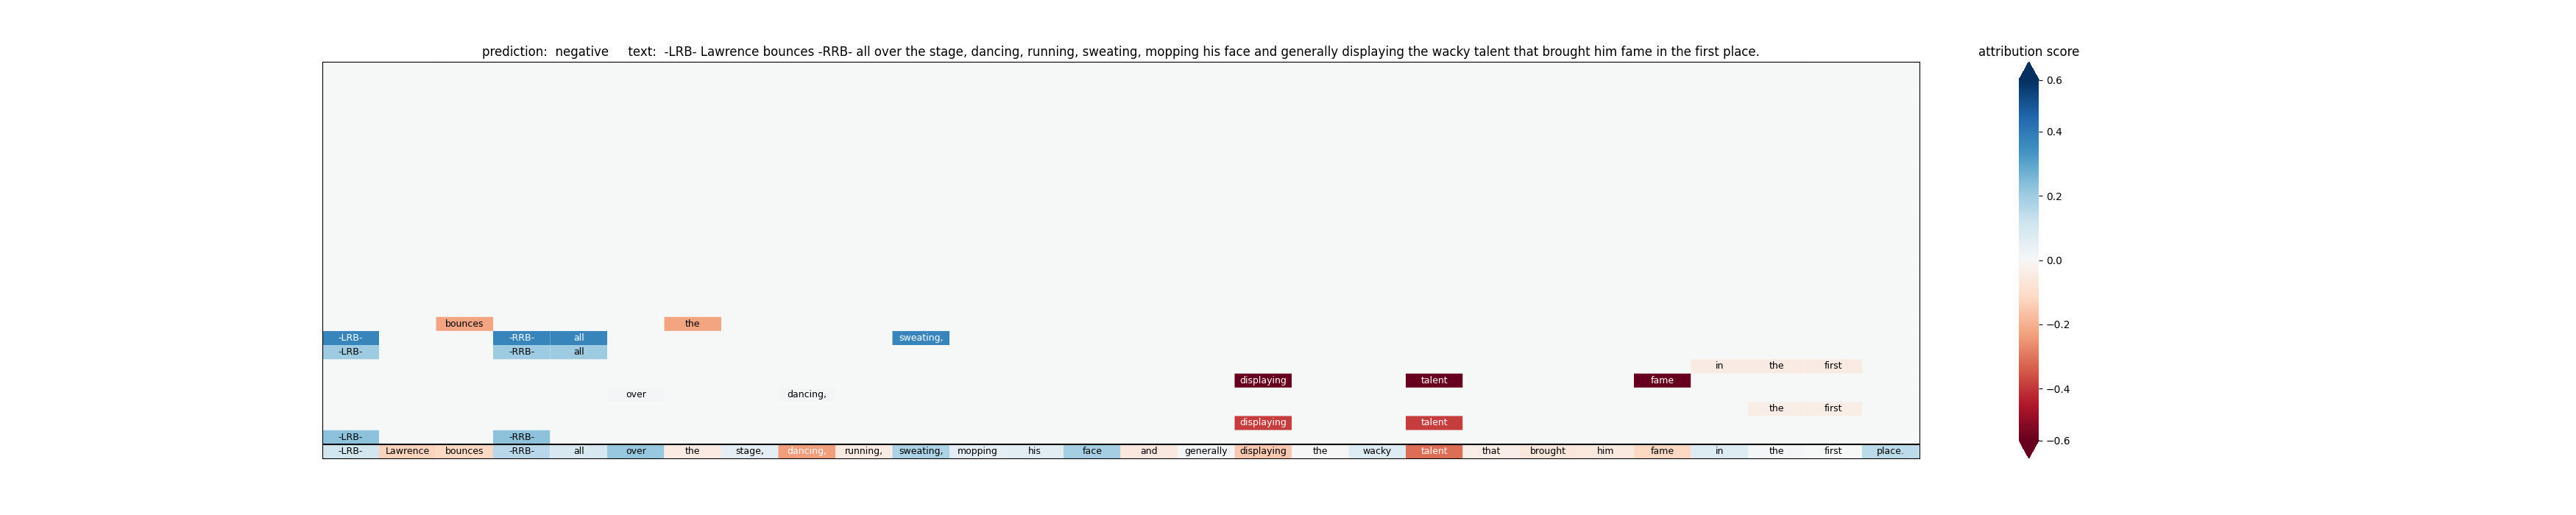 prediction:  negative     text:  -LRB- Lawrence bounces -RRB- all over the stage, dancing, running, sweating, mopping his face and generally displaying the wacky talent that brought him fame in the first place.
attribution score
0.6
0.4
0.2
0.0
−0.2
−0.4
−0.6
bounces the
-LRB- -RRB- all sweating,
-LRB- -RRB- all
in the first
displaying talent fame
over dancing,
the first
displaying talent
-LRB- -RRB-
-LRB- Lawrence bounces -RRB- all over the stage, dancing, running, sweating, mopping his face and generally displaying the wacky talent that brought him fame in the first place.